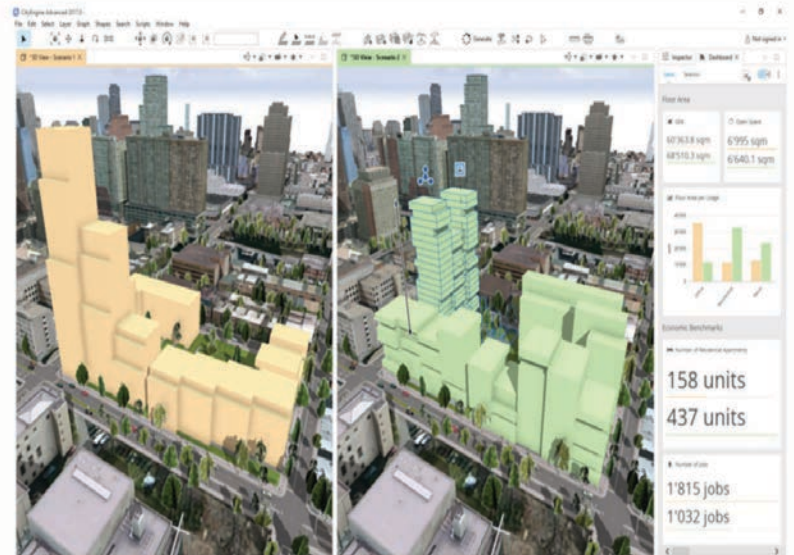 CityEngine Advanced 2017.0
File Edit Select Layer Graph Shapes Search Scripts Window Help
Generate
Not signed in
*3D View - Scenario 1
*3D View - Scenario 2
Inspector Dashboard
Floor Area
GFA
60'363.8 sqm
68'510.3 sqm
Open Space
6'995 sqm
6'640.1 sqm
Floor Area per Usage
Economic Benchmarks
Number of Residential Apartments
158 units
437 units
Number of Jobs
1'815 jobs
1'032 jobs